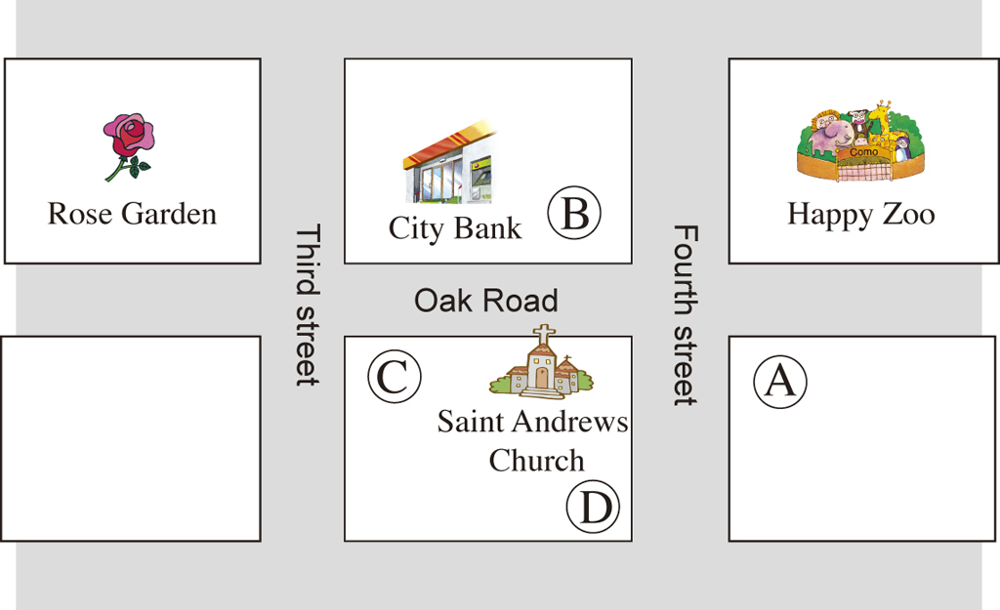 Como
Rose Garden
City Bank
B
Happy Zoo
Third street
Oak Road
Fourth street
C
Saint Andrews
Church
D
A